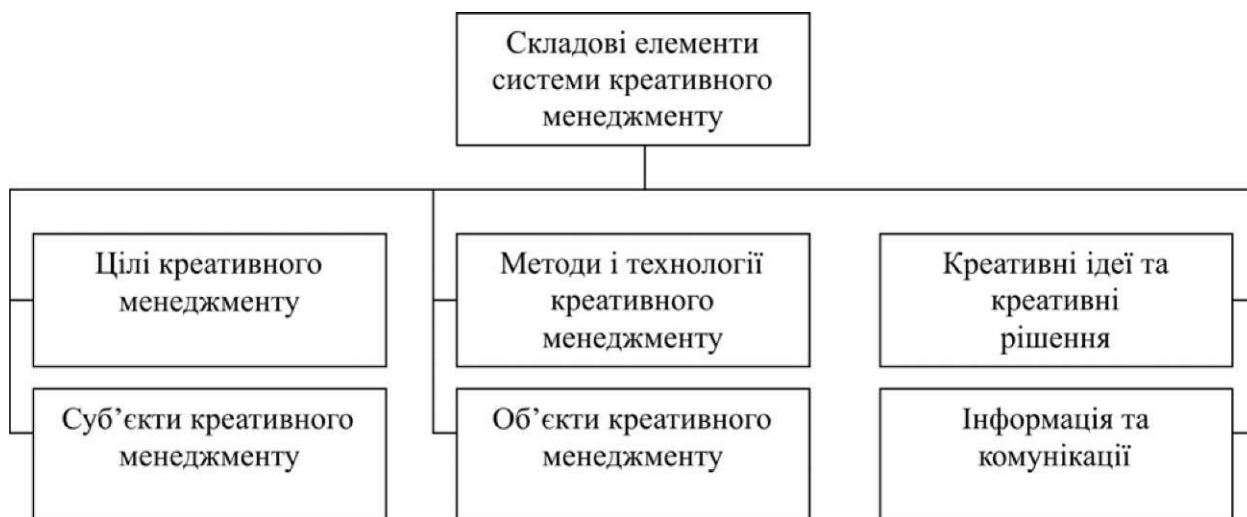 Складові елементи
системи креативного
менеджменту
Цілі креативного
менеджменту
Методи і технології
креативного
менеджменту
Креативні ідеї та
креативні
рішення
Суб’єкти креативного
менеджменту
Об’єкти креативного
менеджменту
Інформація та
комунікації